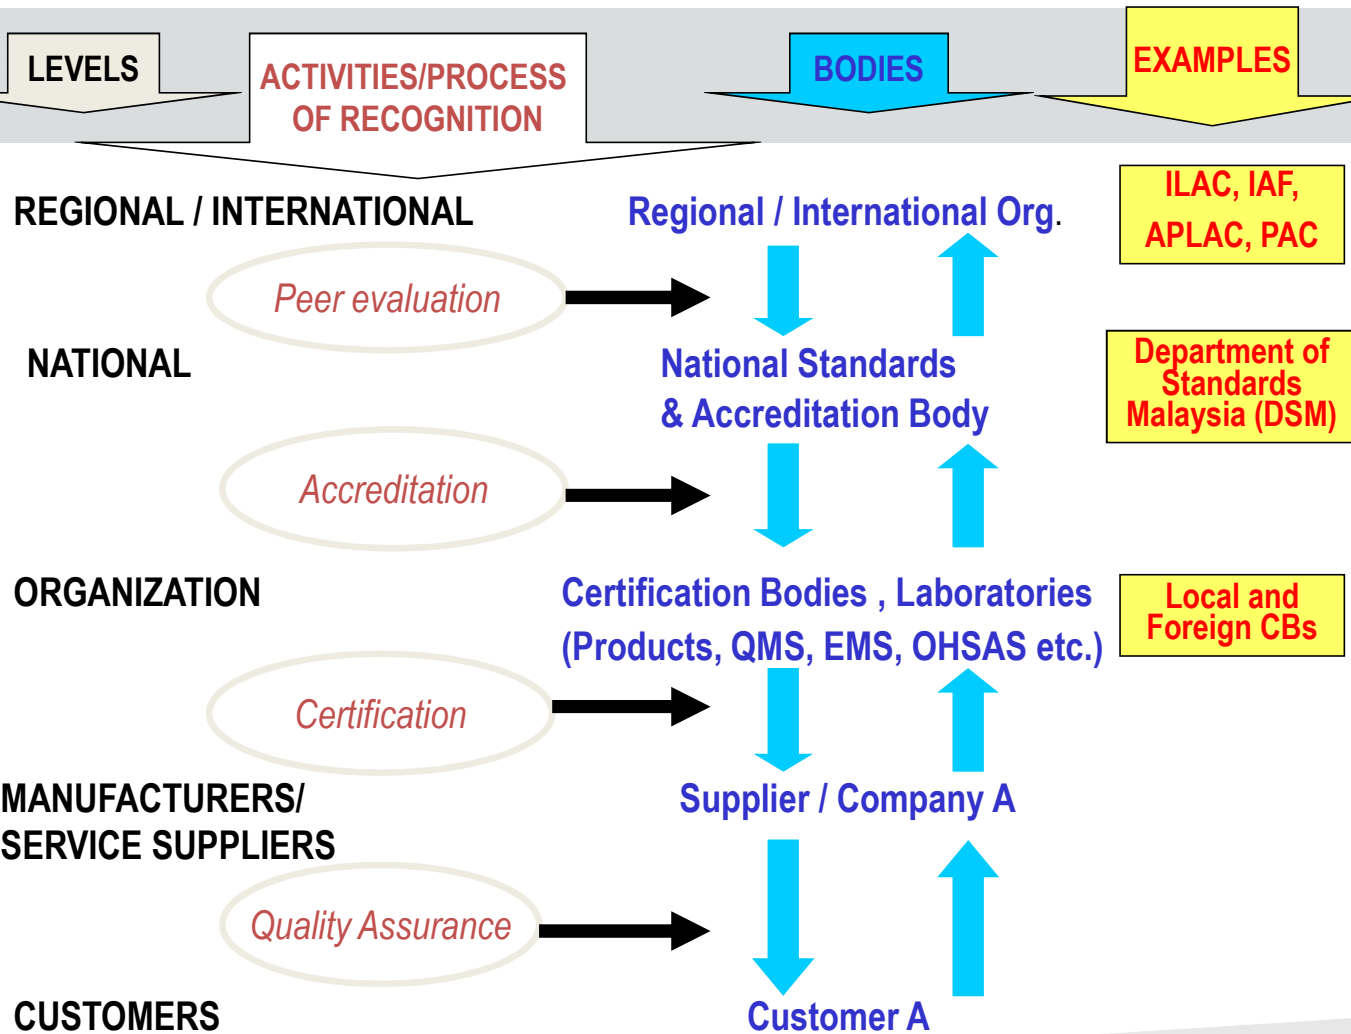 LEVELS
ACTIVITIES/PROCESS
OF RECOGNITION
BODIES
EXAMPLES
REGIONAL / INTERNATIONAL
Regional / International Org.
ILAC, IAF,
APLAC, PAC
Peer evaluation
NATIONAL
National Standards
& Accreditation Body
Department of
Standards
Malaysia (DSM)
Accreditation
ORGANIZATION
Certification Bodies , Laboratories
(Products, QMS, EMS, OHSAS etc.)
Local and
Foreign CBs
Certification
MANUFACTURERS/
SERVICE SUPPLIERS
Supplier / Company A
Quality Assurance
CUSTOMERS
Customer A